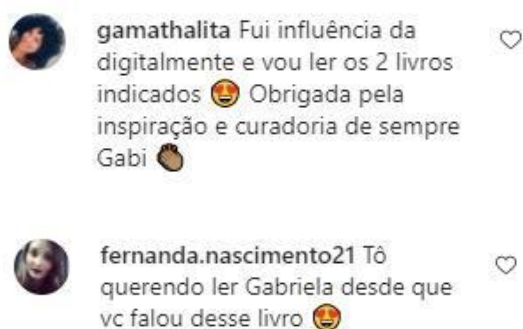 gamathalita Fui influência da
digitalmente e vou ler os 2 livros
indicados 😍 Obrigada pela
inspiração e curadoria de sempre
Gabi 👏🏾
fernanda.nascimento21 Tô
querendo ler Gabriela desde que
vc falou desse livro 😍